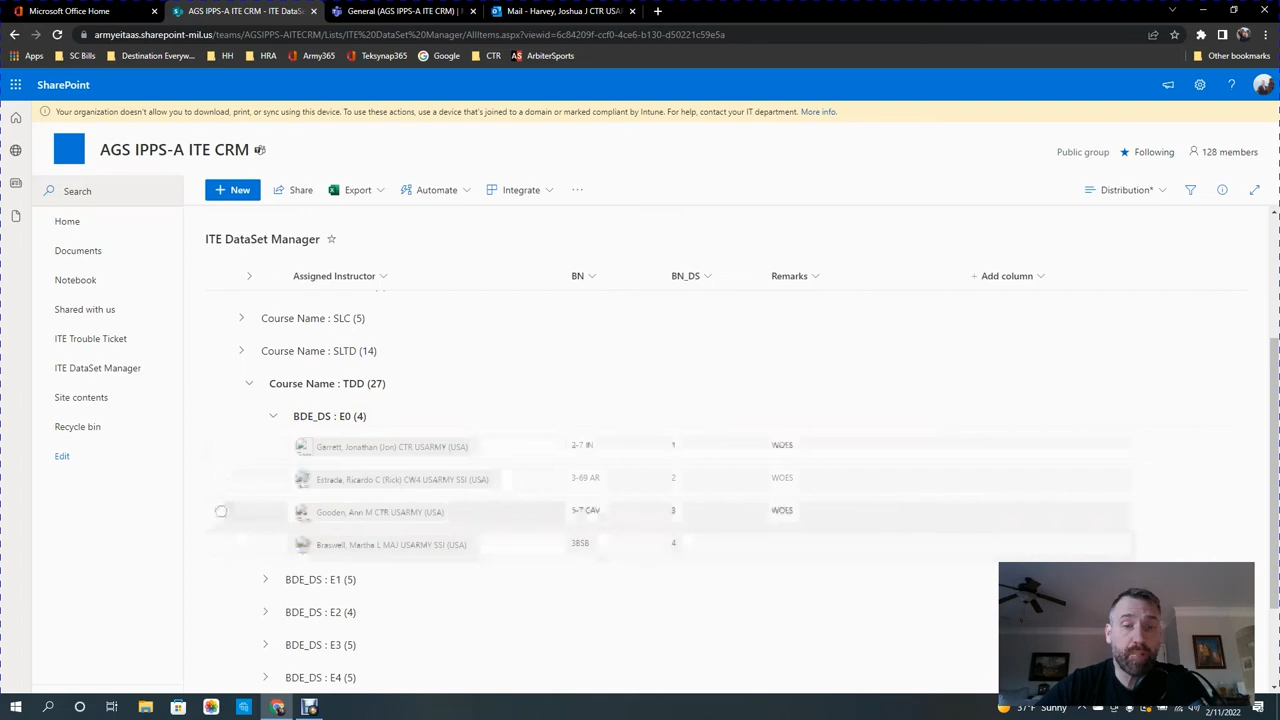 Microsoft Office Home
AGS IPPS-A ITE CRM - ITE DataSe
General (AGS IPPS-A ITE CRM) |
Mail - Harvey, Joshua J CTR USA
armyeitaas.sharepoint-mil.us/teams/AGSIPPS-AITECRM/Lists/ITE%20DataSet%20Manager/AllItems.aspx?viewid=6c84209f-ccf0-4ce6-b130-d50221c59e5a
Apps SC Bills Destination Everyw... HH HRA Army365 Teksynap365 Google CTR ArbiterSports Other bookmarks
SharePoint
Your organization doesn't allow you to download, print, or sync using this device. To use these actions, use a device that's joined to a domain or marked compliant by Intune. For help, contact your IT department. More info.
AGS IPPS-A ITE CRM
Public group Following 128 members
Search
New Share Export Automate Integrate ... Distribution*
Home
Documents
Notebook
Shared with us
ITE Trouble Ticket
ITE DataSet Manager
Site contents
Recycle bin
Edit
ITE DataSet Manager
Assigned Instructor BN BN_DS Remarks + Add column
Course Name : SLC (5)
Course Name : SLTD (14)
Course Name : TDD (27)
BDE_DS : E0 (4)
Garrett, Jonathan (Jon) CTR USARMY (USA) 2-7 IN 1 WOES
Estrada, Ricardo C (Rick) CW4 USARMY SSI (USA) 3-69 AR 2 WOES
Gooden, Ann M CTR USARMY (USA) 5-7 CAV 3 WOES
Braswell, Martha L MAJ USARMY SSI (USA) 3BSB 4
BDE_DS : E1 (5)
BDE_DS : E2 (4)
BDE_DS : E3 (5)
BDE_DS : E4 (5)
37°F Sunny
2/11/2022